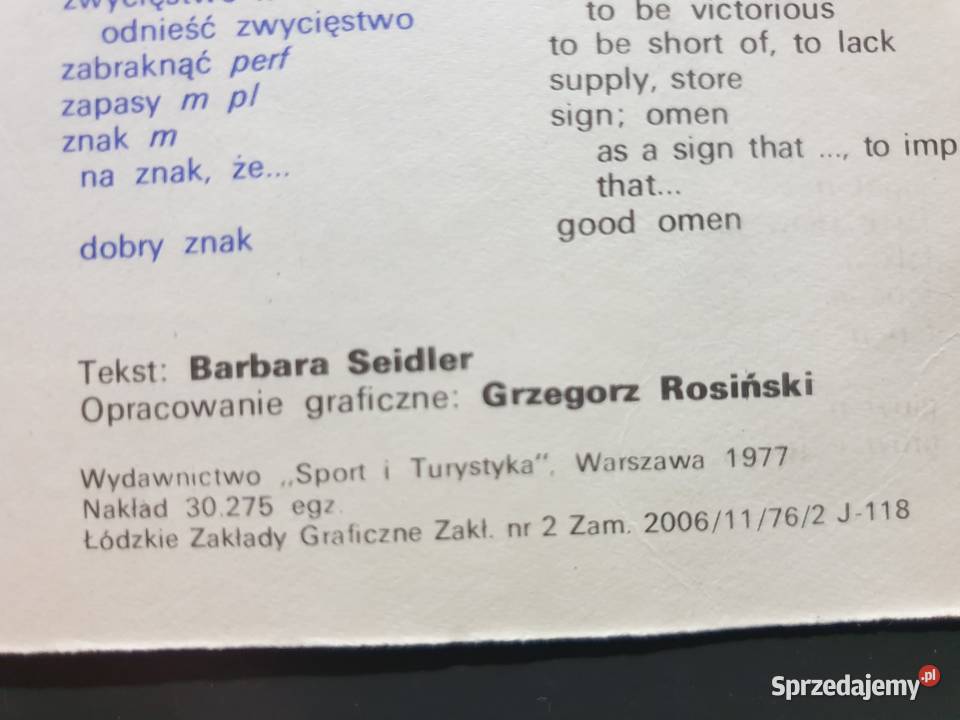 odnieść zwycięstwo
to be victorious
zabraknąć perf
to be short of, to lack
zapasy m pl
supply, store
znak m
sign; omen
na znak, że...
as a sign that ..., to imp
that...
dobry znak
good omen
Tekst: Barbara Seidler
Opracowanie graficzne: Grzegorz Rosiński
Wydawnictwo „Sport i Turystyka", Warszawa 1977
Nakład 30.275 egz.
Łódzkie Zakłady Graficzne Zakł. nr 2 Zam. 2006/11/76/2 J-118
Sprzedajemy.pl